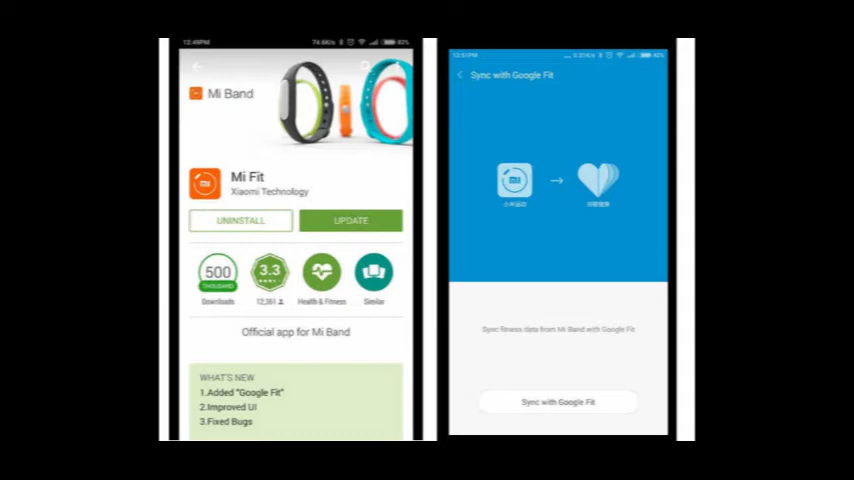 12:49PM
82%
Mi Band
Mi Fit
Xiaomi Technology
UNINSTALL
UPDATE
500
THOUSAND
Downloads
3.3
12,361
Health & Fitness
Similar
Official app for Mi Band
WHAT'S NEW
1.Added "Google Fit"
2.Improved UI
3.Fixed Bugs
Sync with Google Fit
Sync fitness data from Mi Band with Google Fit
Sync with Google Fit